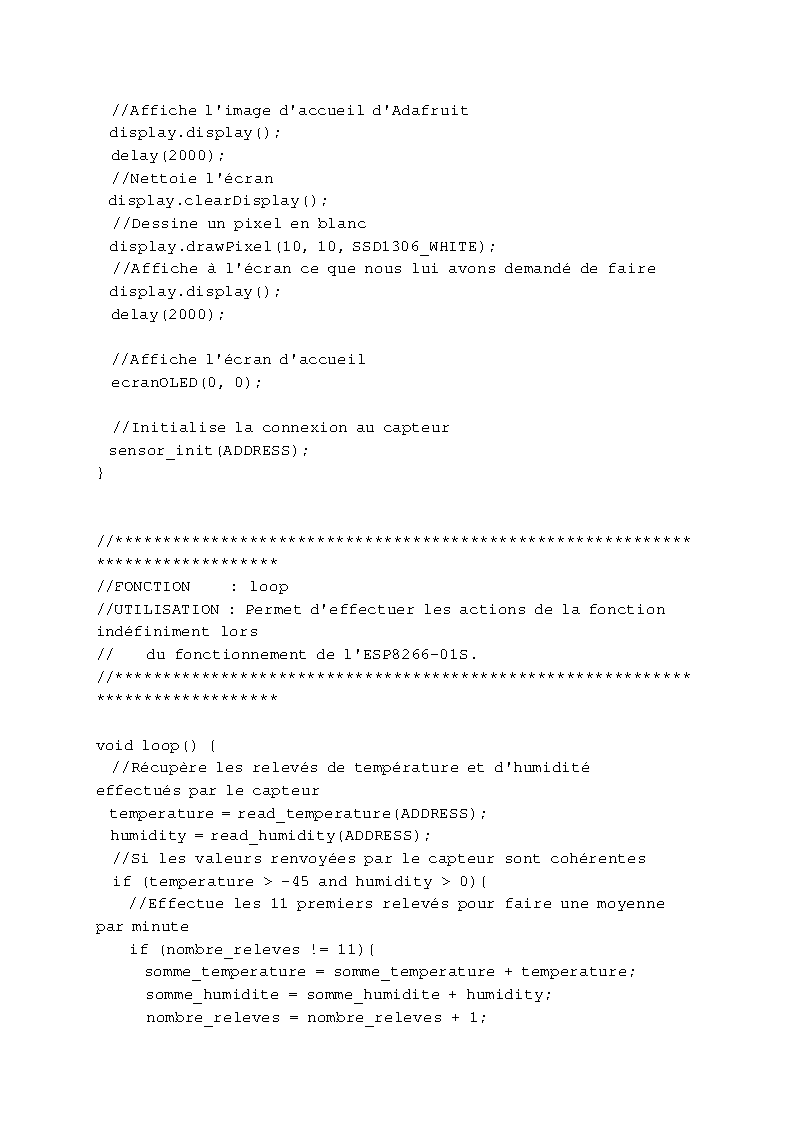 //Affiche l'image d'accueil d'Adafruit
display.display();
delay(2000);
//Nettoie l'écran
display.clearDisplay();
//Dessine un pixel en blanc
display.drawPixel(10, 10, SSD1306_WHITE);
//Affiche à l'écran ce que nous lui avons demandé de faire
display.display();
delay(2000);
//Affiche l'écran d'accueil
ecranOLED(0, 0);
//Initialise la connexion au capteur
sensor_init(ADDRESS);
}
//************************************************************
*******************
//FONCTION    : loop
//UTILISATION : Permet d'effectuer les actions de la fonction
indéfiniment lors
//    du fonctionnement de l'ESP8266-01S.
//************************************************************
*******************
void loop() {
//Récupère les relevés de température et d'humidité
effectués par le capteur
temperature = read_temperature(ADDRESS);
humidity = read_humidity(ADDRESS);
//Si les valeurs renvoyées par le capteur sont cohérentes
if (temperature > -45 and humidity > 0){
//Effectue les 11 premiers relevés pour faire une moyenne
par minute
if (nombre_releves != 11){
somme_temperature = somme_temperature + temperature;
somme_humidite = somme_humidite + humidity;
nombre_releves = nombre_releves + 1;